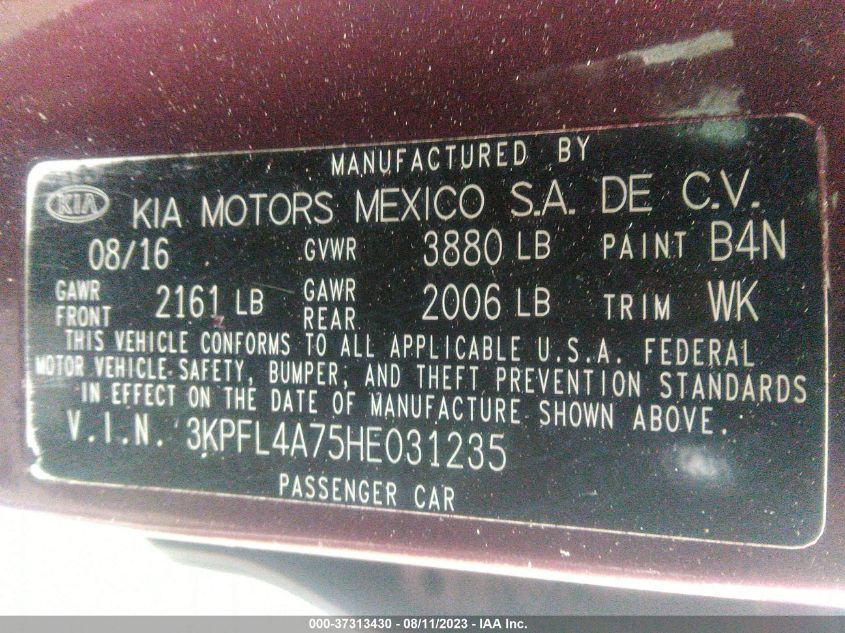 MANUFACTURED BY
KIA KIA MOTORS MEXICO S.A. DE C.V.
08/16 GVWR 3880 LB PAINT B4N
GAWR FRONT 2161 LB GAWR REAR 2006 LB TRIM WK
THIS VEHICLE CONFORMS TO ALL APPLICABLE U.S.A. FEDERAL
MOTOR VEHICLE SAFETY, BUMPER, AND THEFT PREVENTION STANDARDS
IN EFFECT ON THE DATE OF MANUFACTURE SHOWN ABOVE.
V.I.N. 3KPFL4A75HE031235
PASSENGER CAR
000-37313430 - 08/11/2023 - IAA Inc.